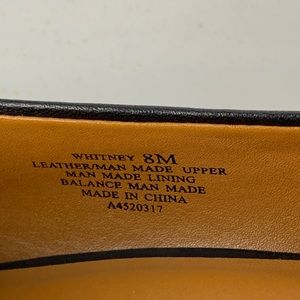 WHITNEY 8M
LEATHER/MAN MADE UPPER
MAN MADE LINING
BALANCE MAN MADE
MADE IN CHINA
A4520317